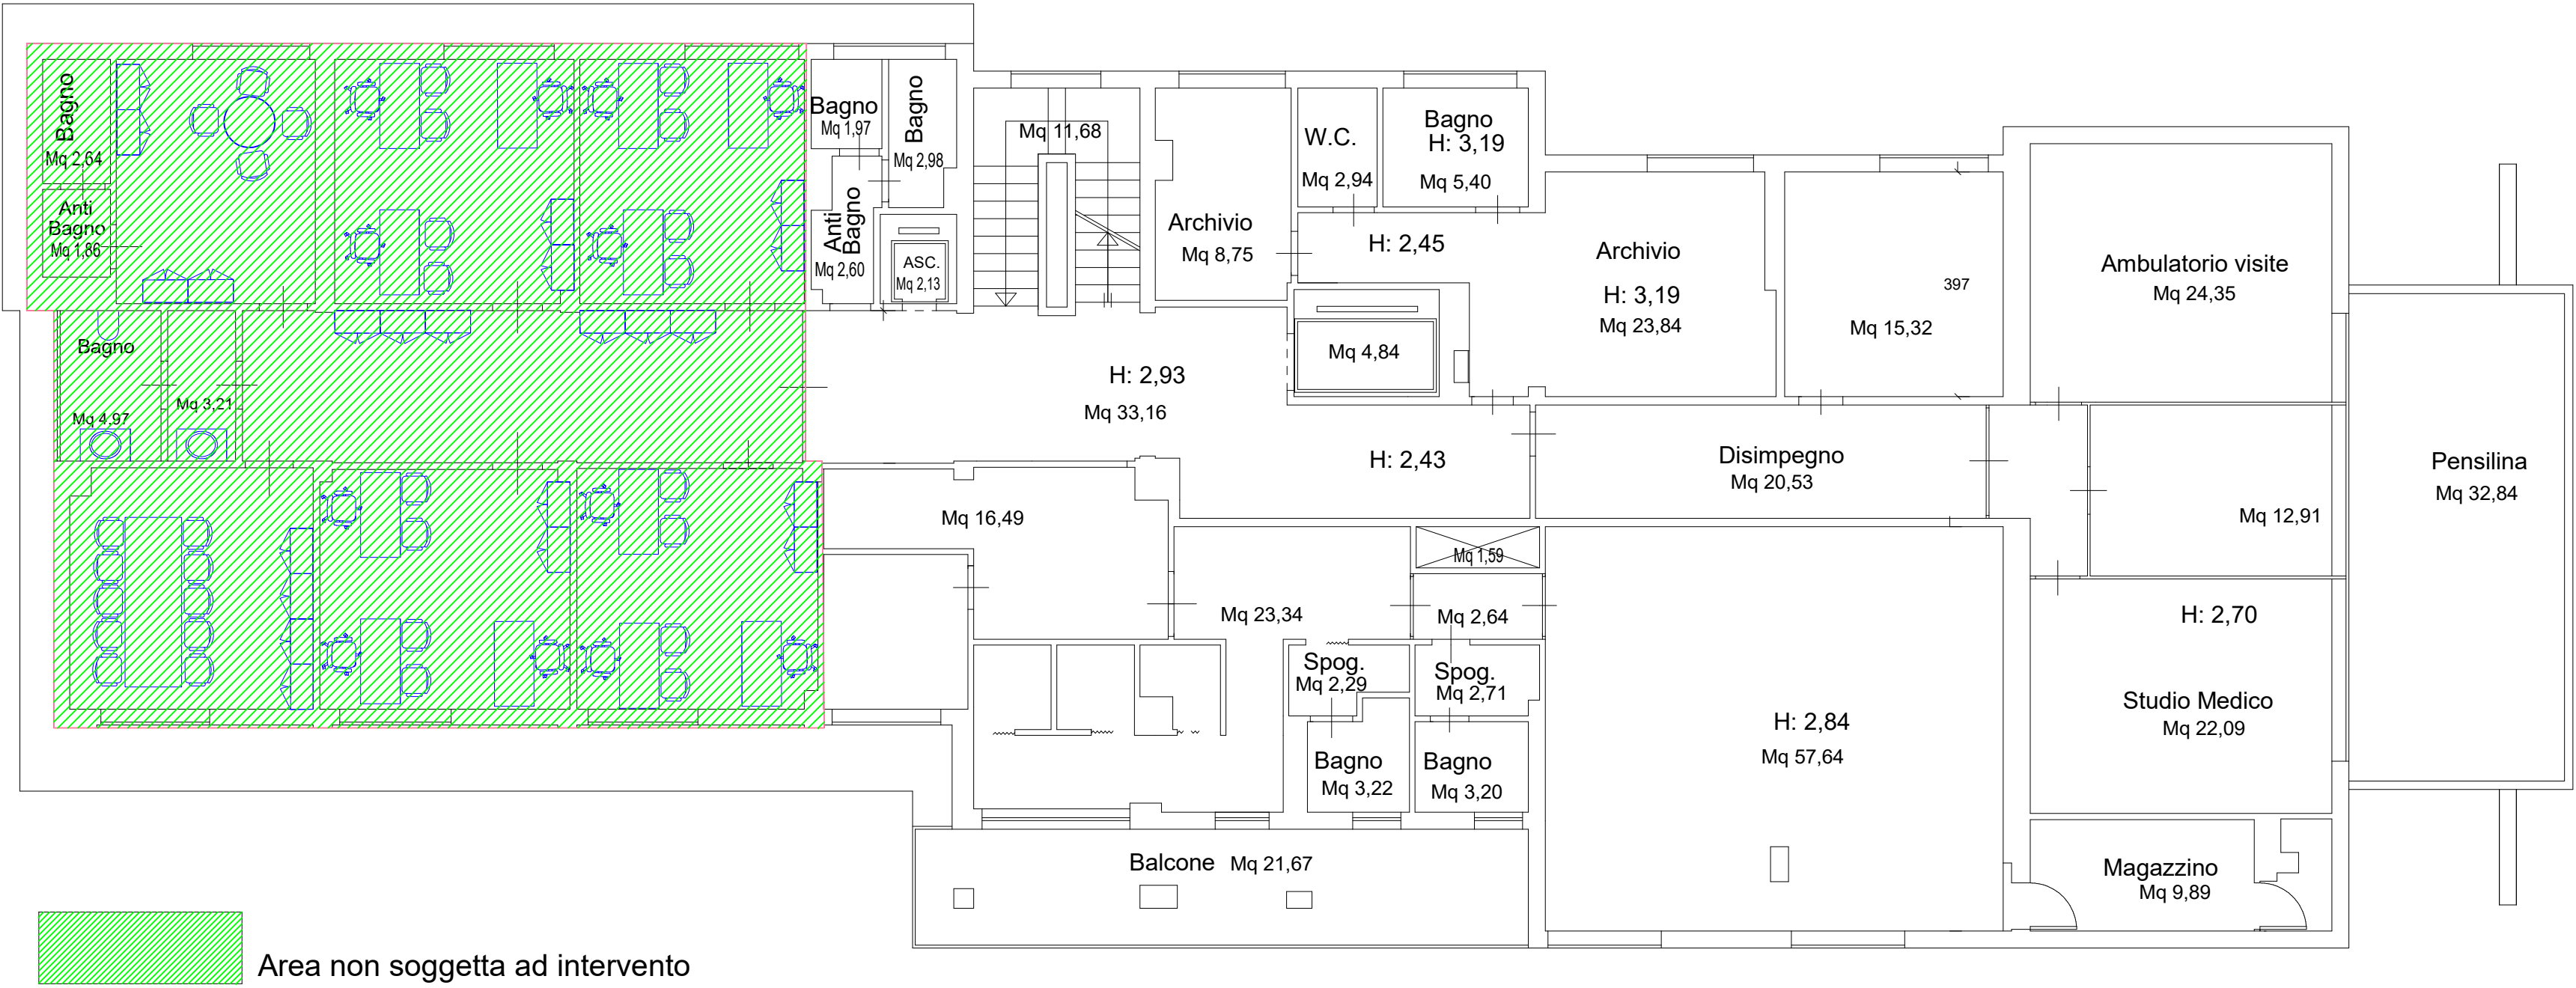 Bagno
Mq 2,64
Anti
Bagno
Mq 1,86
Bagno
Mq 4,97
Mq 3,21
Bagno
Mq 1,97
Bagno
Mq 2,98
Anti
Bagno
Mq 2,60
ASC.
Mq 2,13
Mq 11,68
Archivio
Mq 8,75
W.C.
Mq 2,94
Bagno
H: 3,19
Mq 5,40
H: 2,45
Archivio
H: 3,19
Mq 23,84
397
Mq 15,32
Ambulatorio visite
Mq 24,35
Mq 4,84
H: 2,93
Mq 33,16
H: 2,43
Disimpegno
Mq 20,53
Mq 12,91
Pensilina
Mq 32,84
Mq 16,49
Mq 1,59
Mq 23,34
Mq 2,64
Spog.
Mq 2,29
Spog.
Mq 2,71
Bagno
Mq 3,22
Bagno
Mq 3,20
H: 2,84
Mq 57,64
H: 2,70
Studio Medico
Mq 22,09
Magazzino
Mq 9,89
Balcone Mq 21,67
Area non soggetta ad intervento